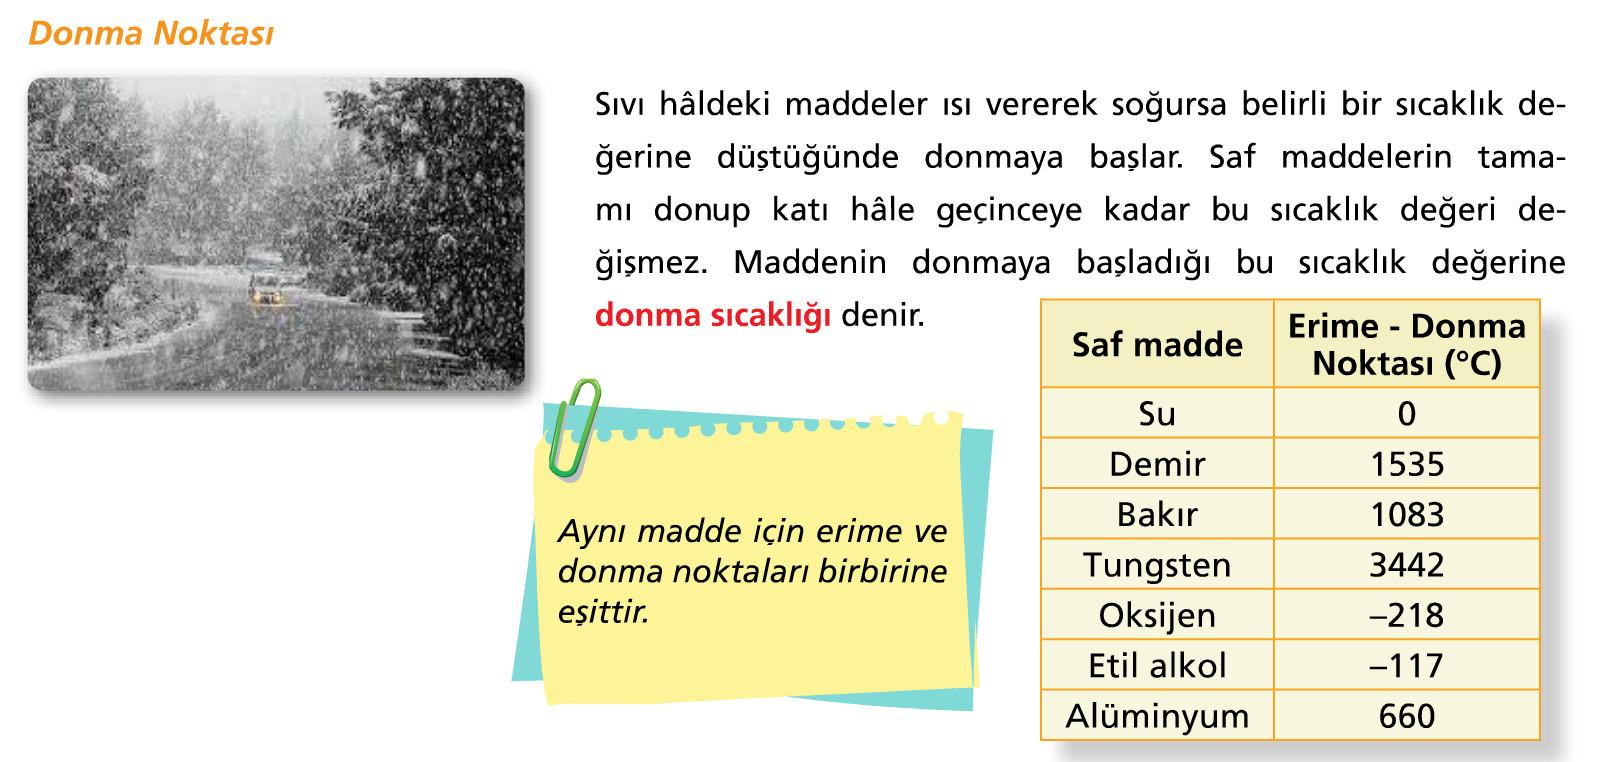 Donma Noktası
Sıvı hâldeki maddeler ısı vererek soğursa belirli bir sıcaklık de-
ğerine düştüğünde donmaya başlar. Saf maddelerin tama-
mı donup katı hâle geçinceye kadar bu sıcaklık değeri de-
ğişmez. Maddenin donmaya başladığı bu sıcaklık değerine
donma sıcaklığı denir.
Aynı madde için erime ve
donma noktaları birbirine
eşittir.
Saf madde Erime - Donma Noktası (°C)
Su 0
Demir 1535
Bakır 1083
Tungsten 3442
Oksijen –218
Etil alkol –117
Alüminyum 660